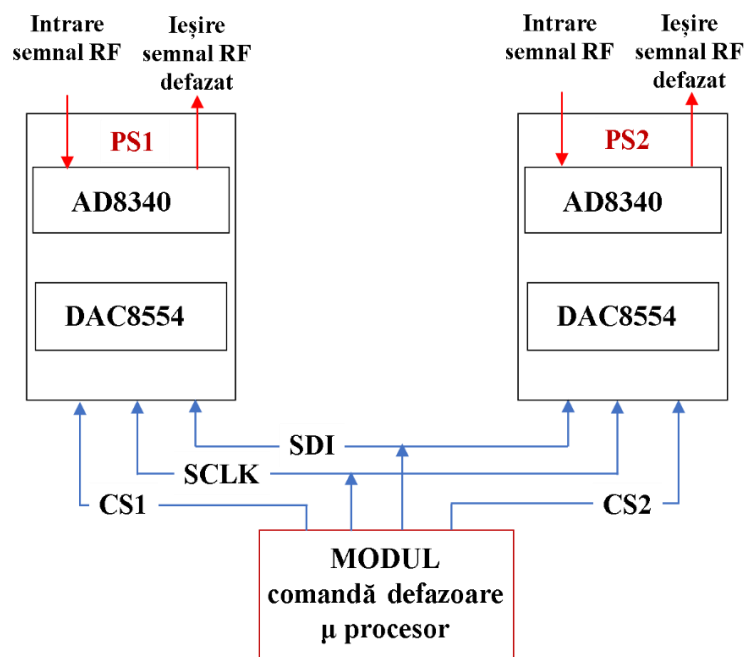 Intrare
semnal RF
Ieșire
semnal RF
defazat
Intrare
semnal RF
Ieșire
semnal RF
defazat
PS1
AD8340
DAC8554
PS2
AD8340
DAC8554
SDI
SCLK
CS1
CS2
MODUL
comandă defazoare
μ procesor